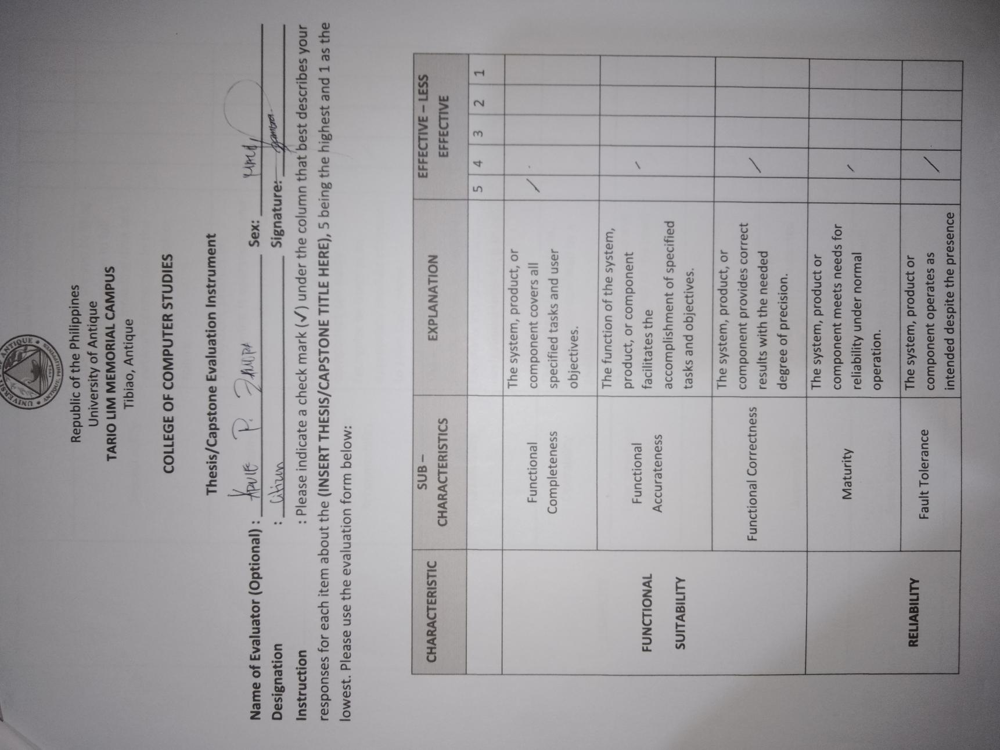 Republic of the Philippines
University of Antique
TARIO LIM MEMORIAL CAMPUS
Tibiao, Antique
COLLEGE OF COMPUTER STUDIES
Thesis/Capstone Evaluation Instrument
Name of Evaluator (Optional) : P. Sex:
Designation : Citizen Signature:
Instruction : Please indicate a check mark (✓) under the column that best describes your
responses for each item about the (INSERT THESIS/CAPSTONE TITLE HERE), 5 being the highest and 1 as the
lowest. Please use the evaluation form below:
CHARACTERISTIC
SUB –
CHARACTERISTICS
EXPLANATION
EFFECTIVE – LESS
EFFECTIVE
5 4 3 2 1
FUNCTIONAL
SUITABILITY
Functional
Completeness
The system, product, or
component covers all
specified tasks and user
objectives.
/
Functional
Accurateness
The function of the system,
product, or component
facilitates the
accomplishment of specified
tasks and objectives.
/
Functional Correctness
The system, product, or
component provides correct
results with the needed
degree of precision.
/
RELIABILITY
Maturity
The system, product or
component meets needs for
reliability under normal
operation.
/
Fault Tolerance
The system, product or
component operates as
intended despite the presence
/